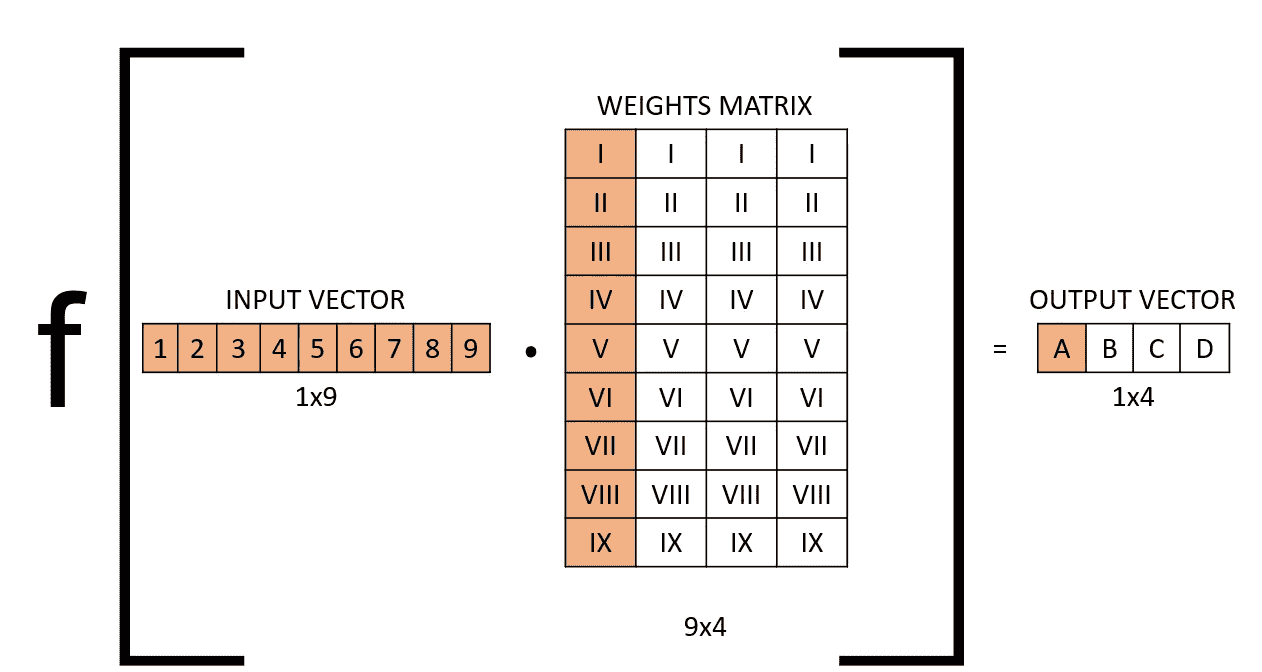 WEIGHTS MATRIX
I I I I
II II II II
III III III III
IV IV IV IV
f
INPUT VECTOR
1 2 3 4 5 6 7 8 9
1x9
•
V V V V
VI VI VI VI
VII VII VII VII
VIII VIII VIII VIII
IX IX IX IX
9x4
=
OUTPUT VECTOR
A B C D
1x4